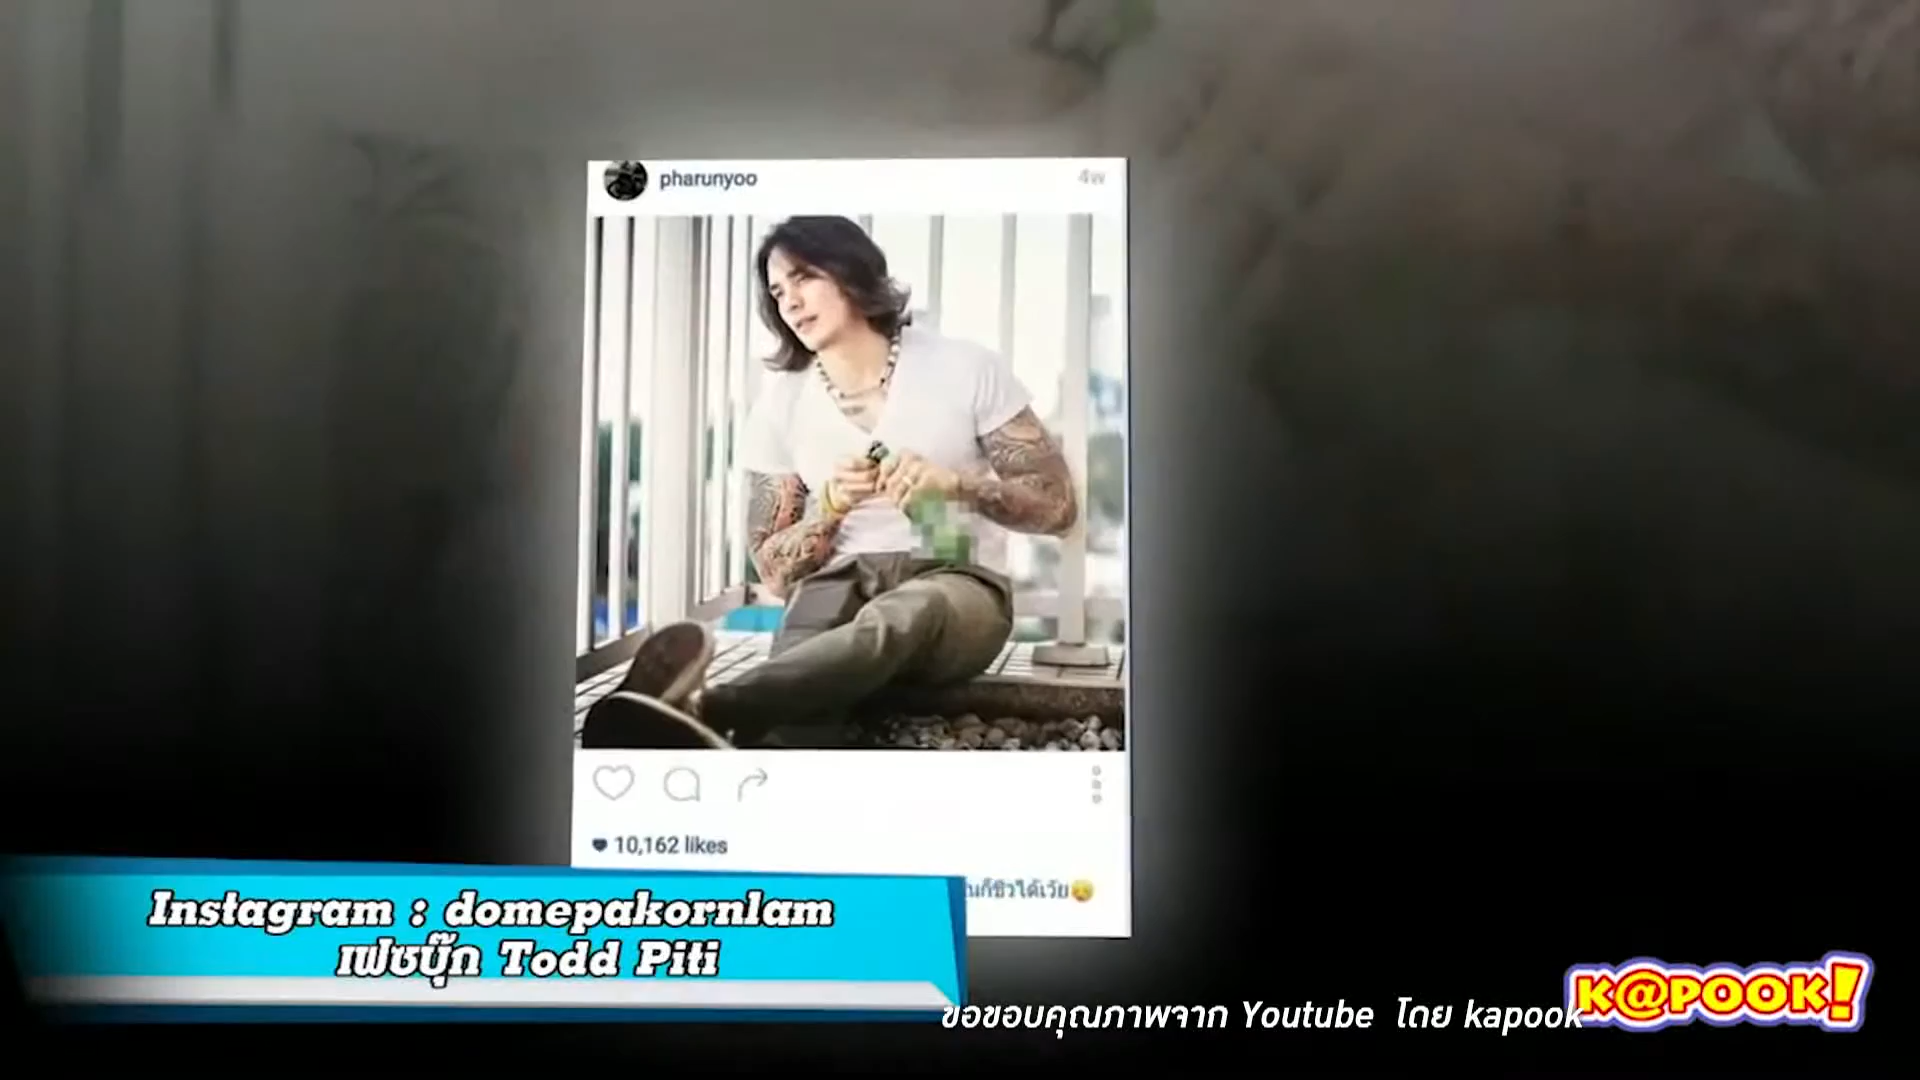 pharunyoo
4w
10,162 likes
ก็ชิวได้เว้ย
Instagram : domepakornlam
เฟซบุ๊ก Todd Piti
ขอขอบคุณภาพจาก Youtube โดย kapook
K@POOK!